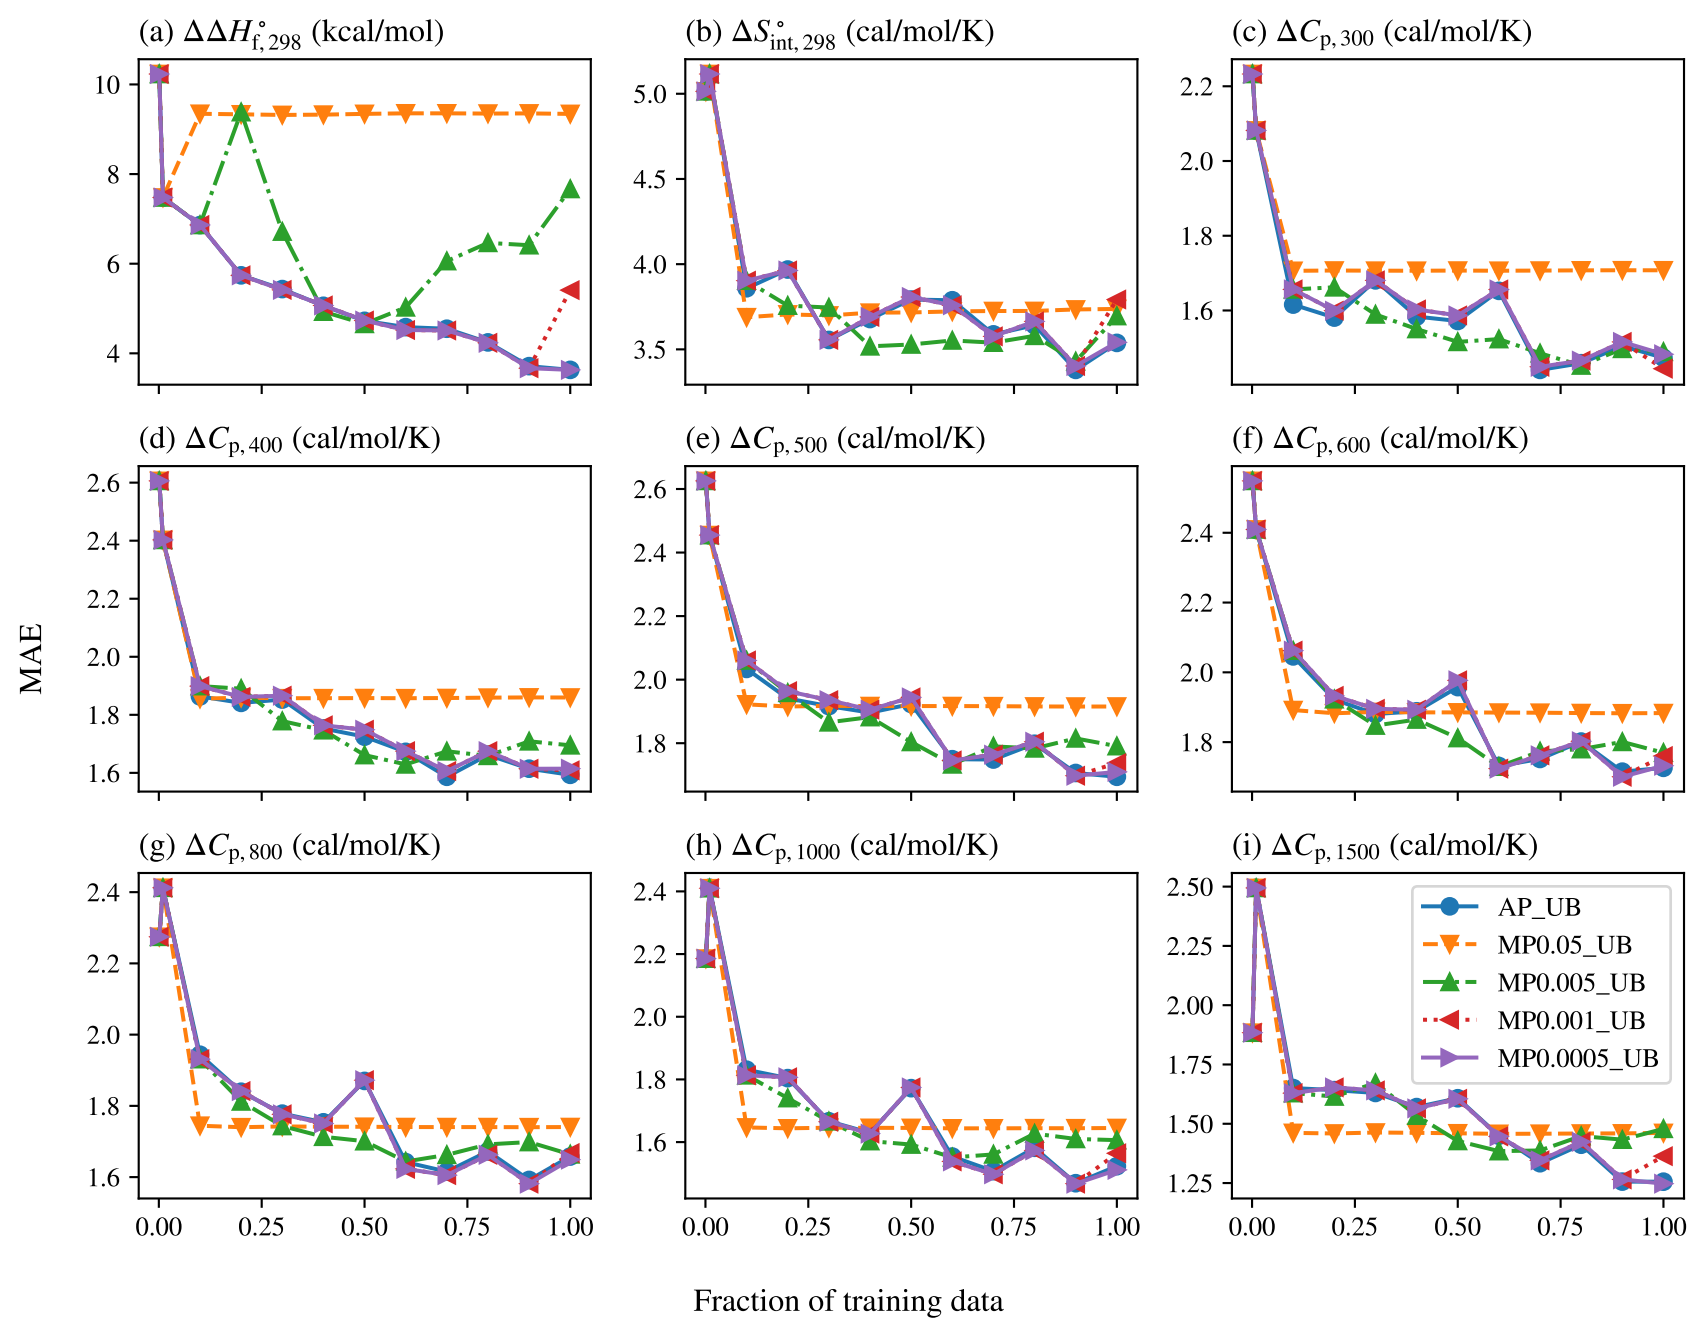 (a) ΔΔH°f, 298 (kcal/mol)
(b) ΔS°int, 298 (cal/mol/K)
(c) ΔCp, 300 (cal/mol/K)
10
8
6
4
5.0
4.5
4.0
3.5
2.2
2.0
1.8
1.6
(d) ΔCp, 400 (cal/mol/K)
(e) ΔCp, 500 (cal/mol/K)
(f) ΔCp, 600 (cal/mol/K)
2.6
2.4
2.2
2.0
1.8
1.6
2.6
2.4
2.2
2.0
1.8
2.4
2.2
2.0
1.8
MAE
(g) ΔCp, 800 (cal/mol/K)
(h) ΔCp, 1000 (cal/mol/K)
(i) ΔCp, 1500 (cal/mol/K)
2.4
2.2
2.0
1.8
1.6
0.00 0.25 0.50 0.75 1.00
2.4
2.2
2.0
1.8
1.6
0.00 0.25 0.50 0.75 1.00
2.50
2.25
2.00
1.75
1.50
1.25
0.00 0.25 0.50 0.75 1.00
AP_UB
MP0.05_UB
MP0.005_UB
MP0.001_UB
MP0.0005_UB
Fraction of training data